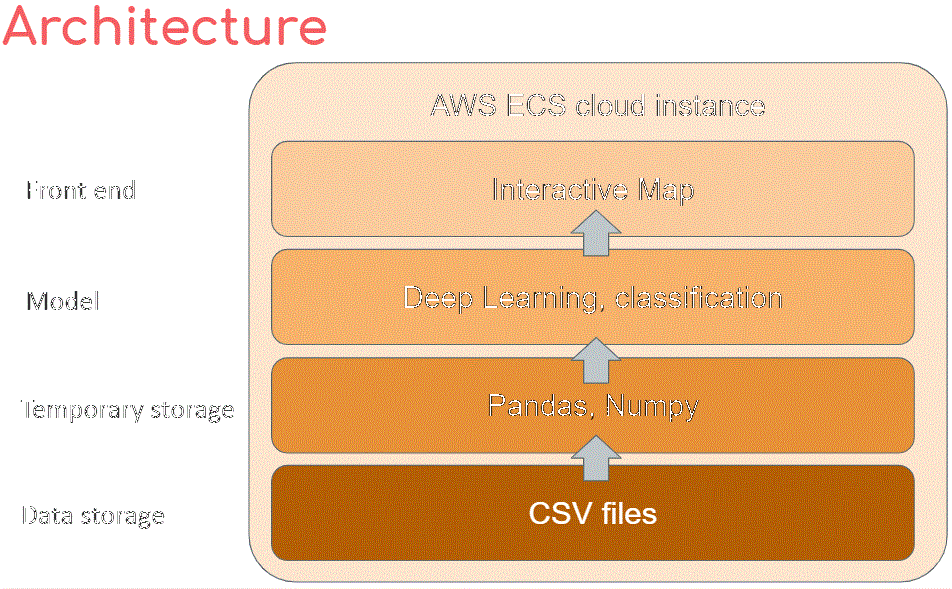 Architecture
AWS ECS cloud instance
Front end
Interactive Map
Model
Deep Learning, classification
Temporary storage
Pandas, Numpy
Data storage
CSV files